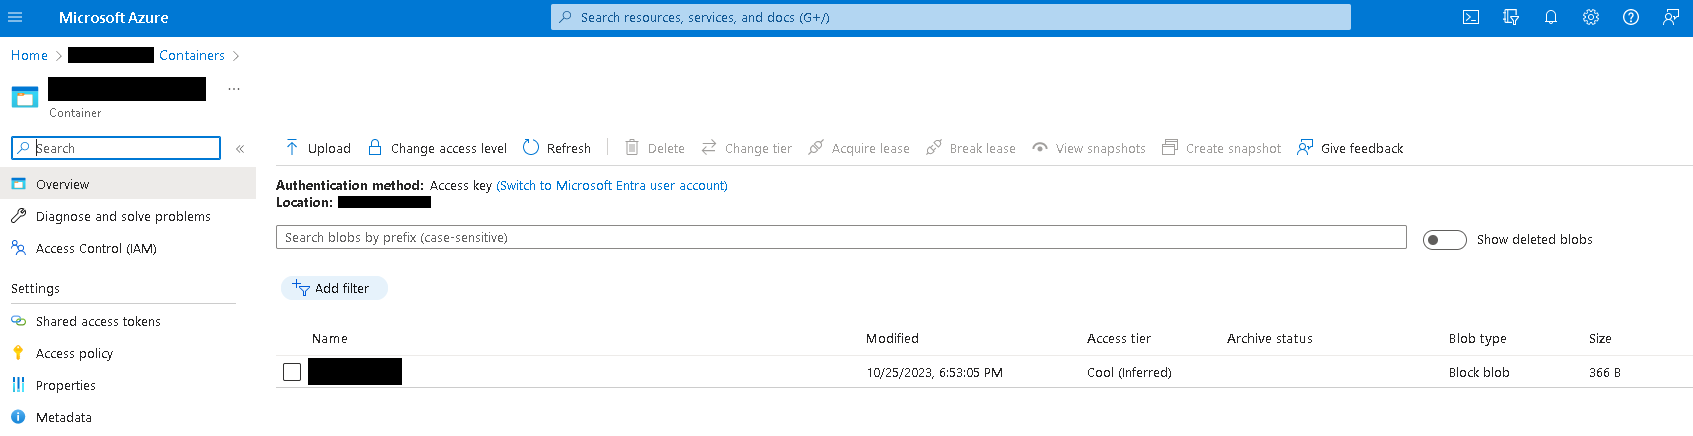 Microsoft Azure
Search resources, services, and docs (G+/)
Home > Containers >
...
Container
Search «
Upload Change access level Refresh Delete Change tier Acquire lease Break lease View snapshots Create snapshot Give feedback
Overview
Diagnose and solve problems
Access Control (IAM)
Settings
Shared access tokens
Access policy
Properties
Metadata
Authentication method: Access key (Switch to Microsoft Entra user account)
Location:
Search blobs by prefix (case-sensitive)
Show deleted blobs
Add filter
Name Modified Access tier Archive status Blob type Size
10/25/2023, 6:53:05 PM Cool (Inferred) Block blob 366 B